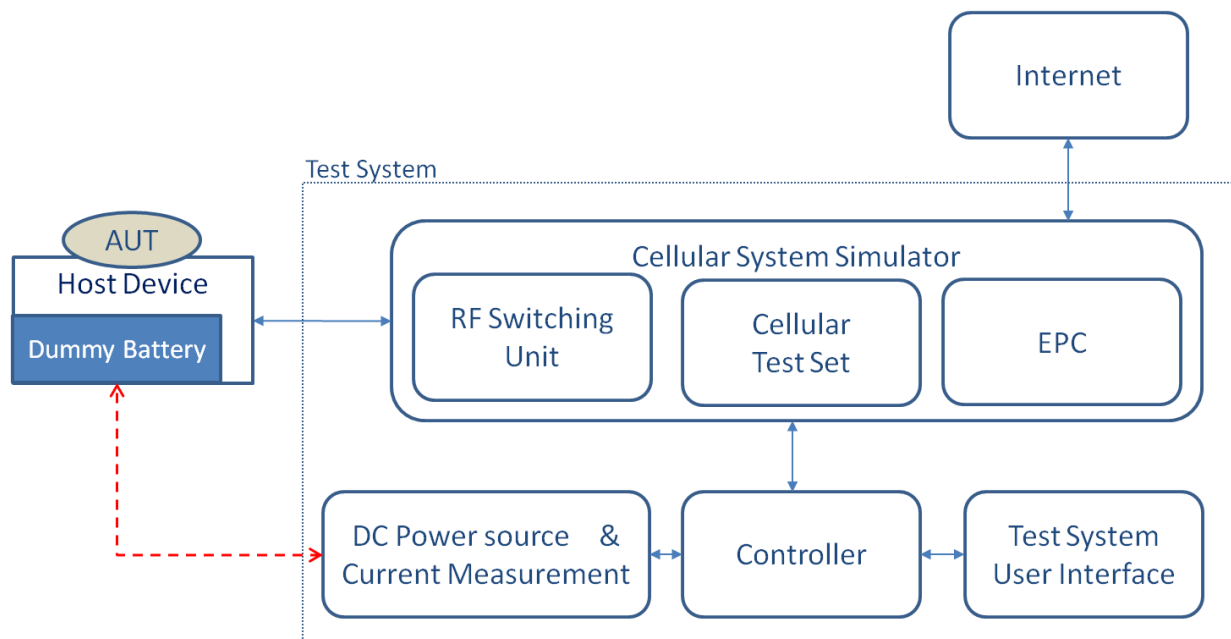 Internet
Test System
AUT
Host Device
Dummy Battery
Cellular System Simulator
RF Switching
Unit
Cellular
Test Set
EPC
DC Power source &
Current Measurement
Controller
Test System
User Interface